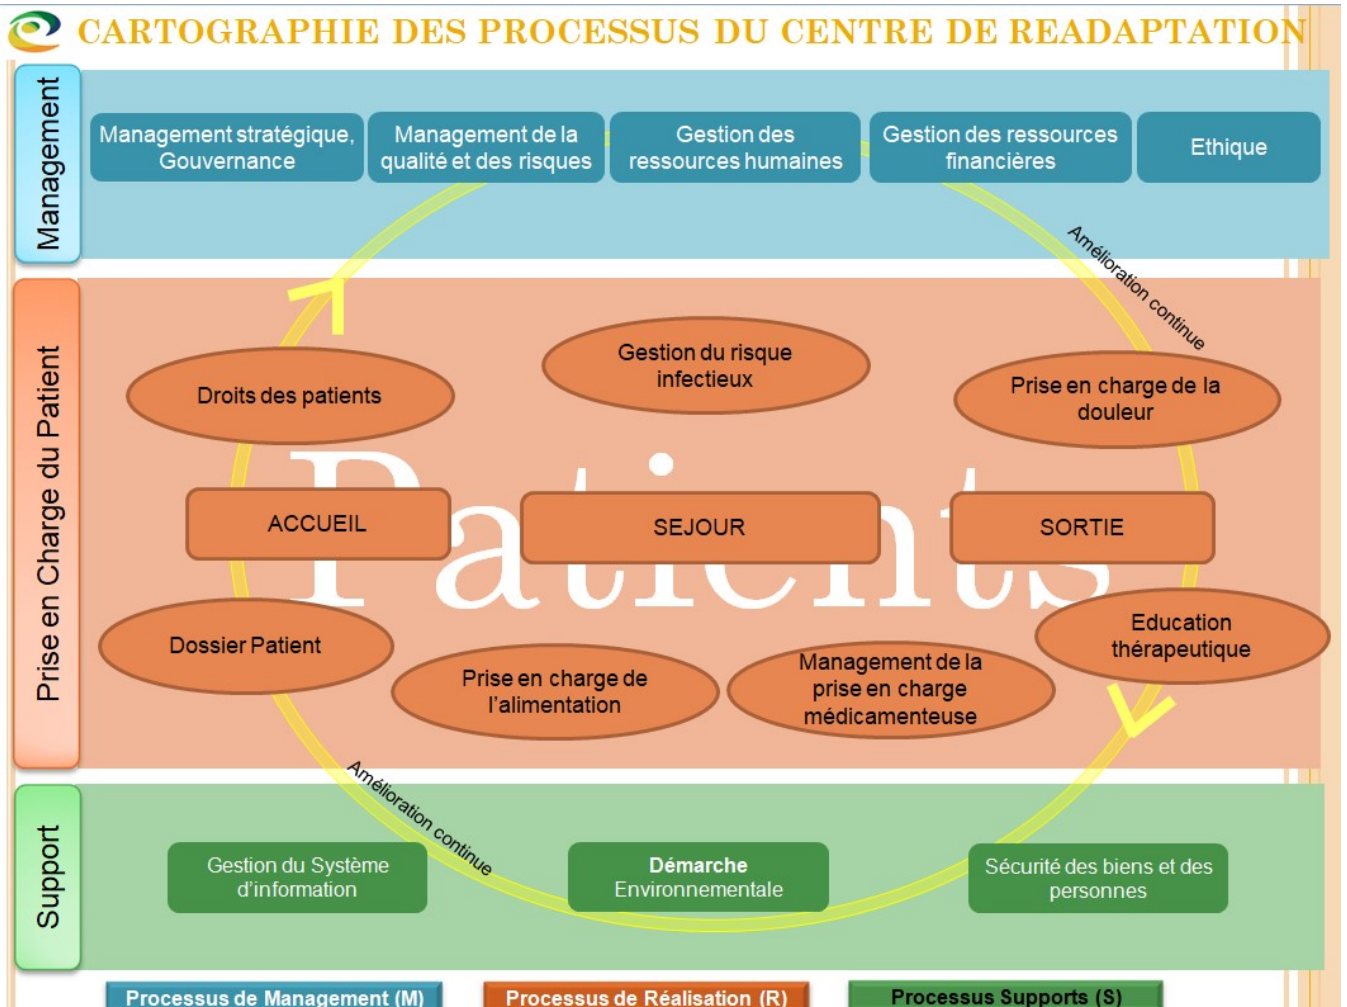 CARTOGRAPHIE DES PROCESSUS DU CENTRE DE READAPTATION
Management
Management stratégique,
Gouvernance
Management de la
qualité et des risques
Gestion des
ressources humaines
Gestion des ressources
financières
Ethique
Amélioration continue
Prise en Charge du Patient
Droits des patients
Gestion du risque
infectieux
Prise en charge de la
douleur
Patients
ACCUEIL
SEJOUR
SORTIE
Dossier Patient
Prise en charge de
l’alimentation
Management de la
prise en charge
médicamenteuse
Education
thérapeutique
Amélioration continue
Support
Gestion du Système
d’information
Démarche
Environnementale
Sécurité des biens et des
personnes
Processus de Management (M)
Processus de Réalisation (R)
Processus Supports (S)